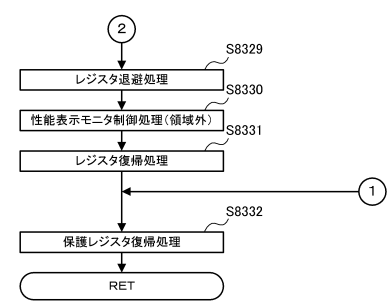 2
S8329
レジスタ退避処理
S8330
性能表示モニタ制御処理(領域外)
S8331
レジスタ復帰処理
1
S8332
保護レジスタ復帰処理
RET